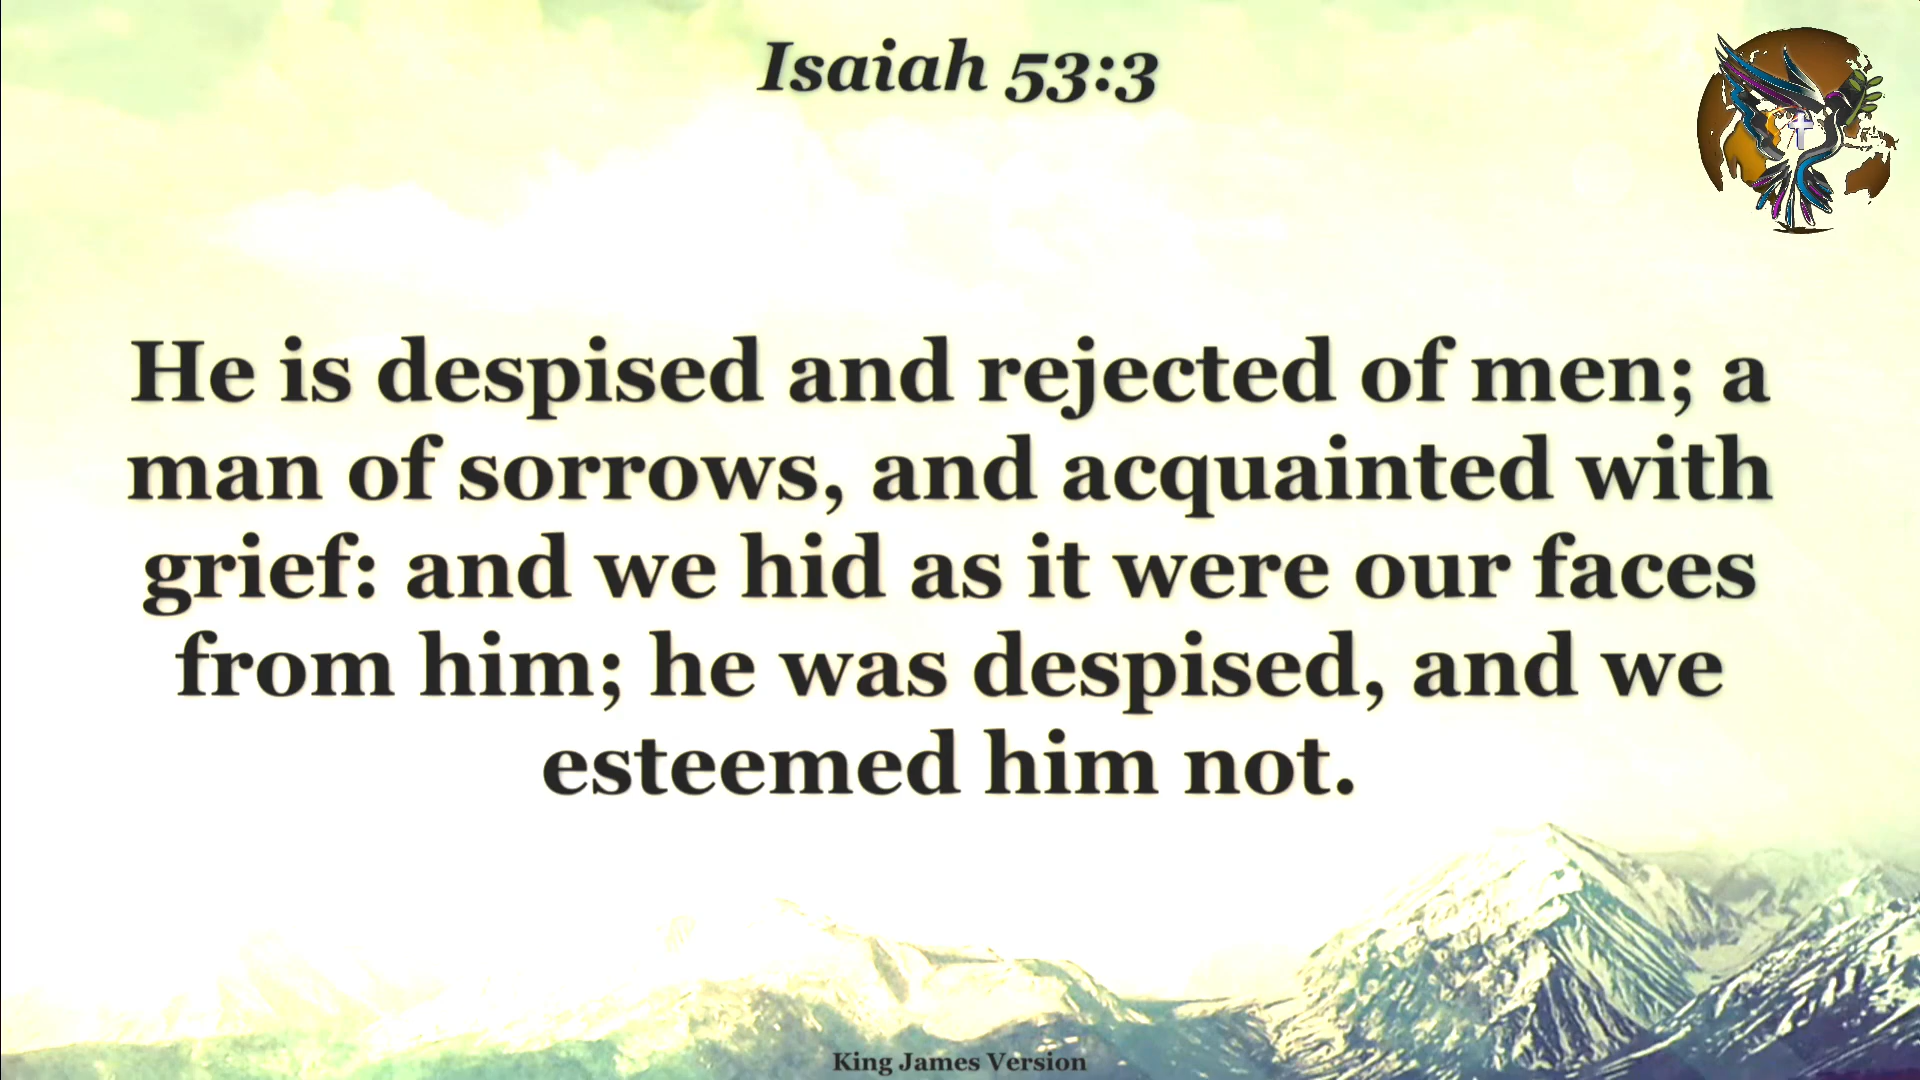 Isaiah 53:3
He is despised and rejected of men; a
man of sorrows, and acquainted with
grief: and we hid as it were our faces
from him; he was despised, and we
esteemed him not.
King James Version